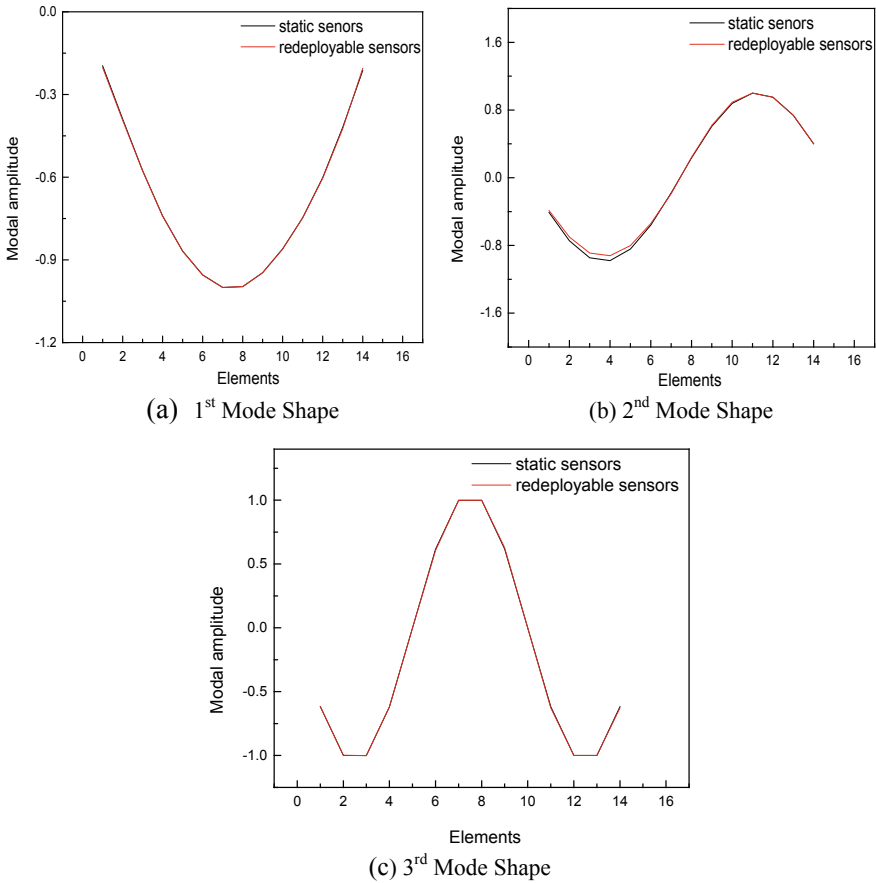 0.0
-0.3
-0.6
-0.9
-1.2
Modal amplitude
static senors
redeployable sensors
0 2 4 6 8 10 12 14 16
Elements
(a) 1st Mode Shape
1.6
0.8
0.0
-0.8
-1.6
Modal amplitude
static sensors
redeployable sensors
0 2 4 6 8 10 12 14 16
Elements
(b) 2nd Mode Shape
1.0
0.5
0.0
-0.5
-1.0
Modal amplitude
static sensors
redeployable sensors
0 2 4 6 8 10 12 14 16
Elements
(c) 3rd Mode Shape